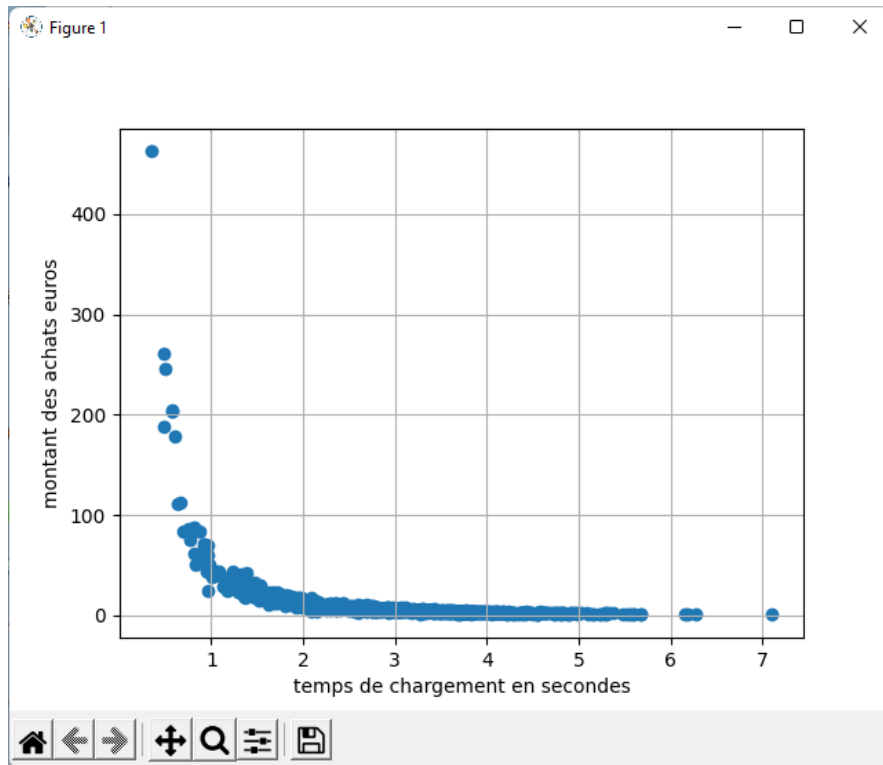 Figure 1
montant des achats euros
400
300
200
100
0
1 2 3 4 5 6 7
temps de chargement en secondes